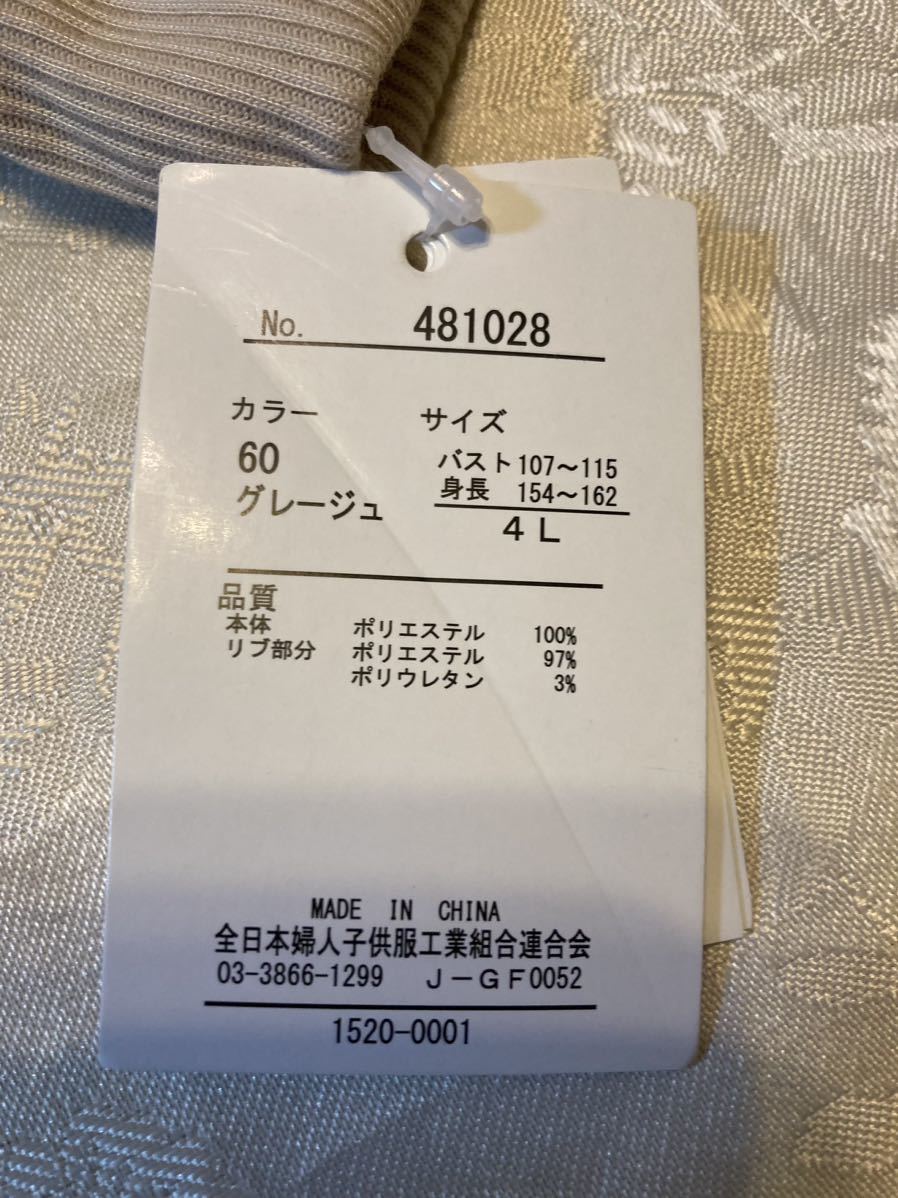 No. 481028
カラー サイズ
60 バスト 107～115
グレージュ 身長 154～162
4L
品質
本体 ポリエステル 100%
リブ部分 ポリエステル 97%
ポリウレタン 3%
MADE IN CHINA
全日本婦人子供服工業組合連合会
03-3866-1299 J-GF0052
1520-0001